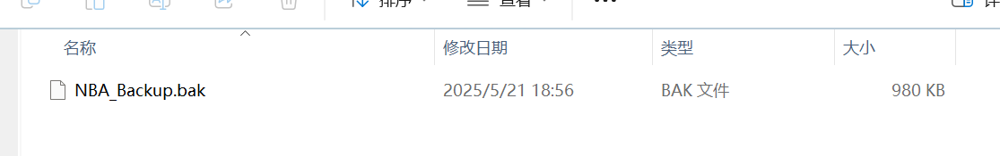 排序 查看
名称 修改日期 类型 大小
NBA_Backup.bak 2025/5/21 18:56 BAK 文件 980 KB